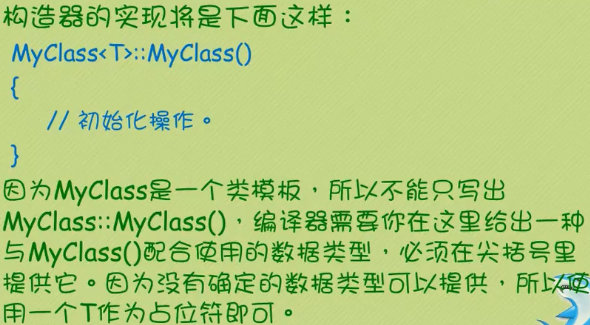 构造器的实现将是下面这样：
MyClass<T>::MyClass()
{
// 初始化操作。
}
因为MyClass是一个类模板，所以不能只写出
MyClass::MyClass()，编译器需要你在这里给出一种
与MyClass()配合使用的数据类型，必须在尖括号里
提供它。因为没有确定的数据类型可以提供，所以使
用一个T作为占位符即可。